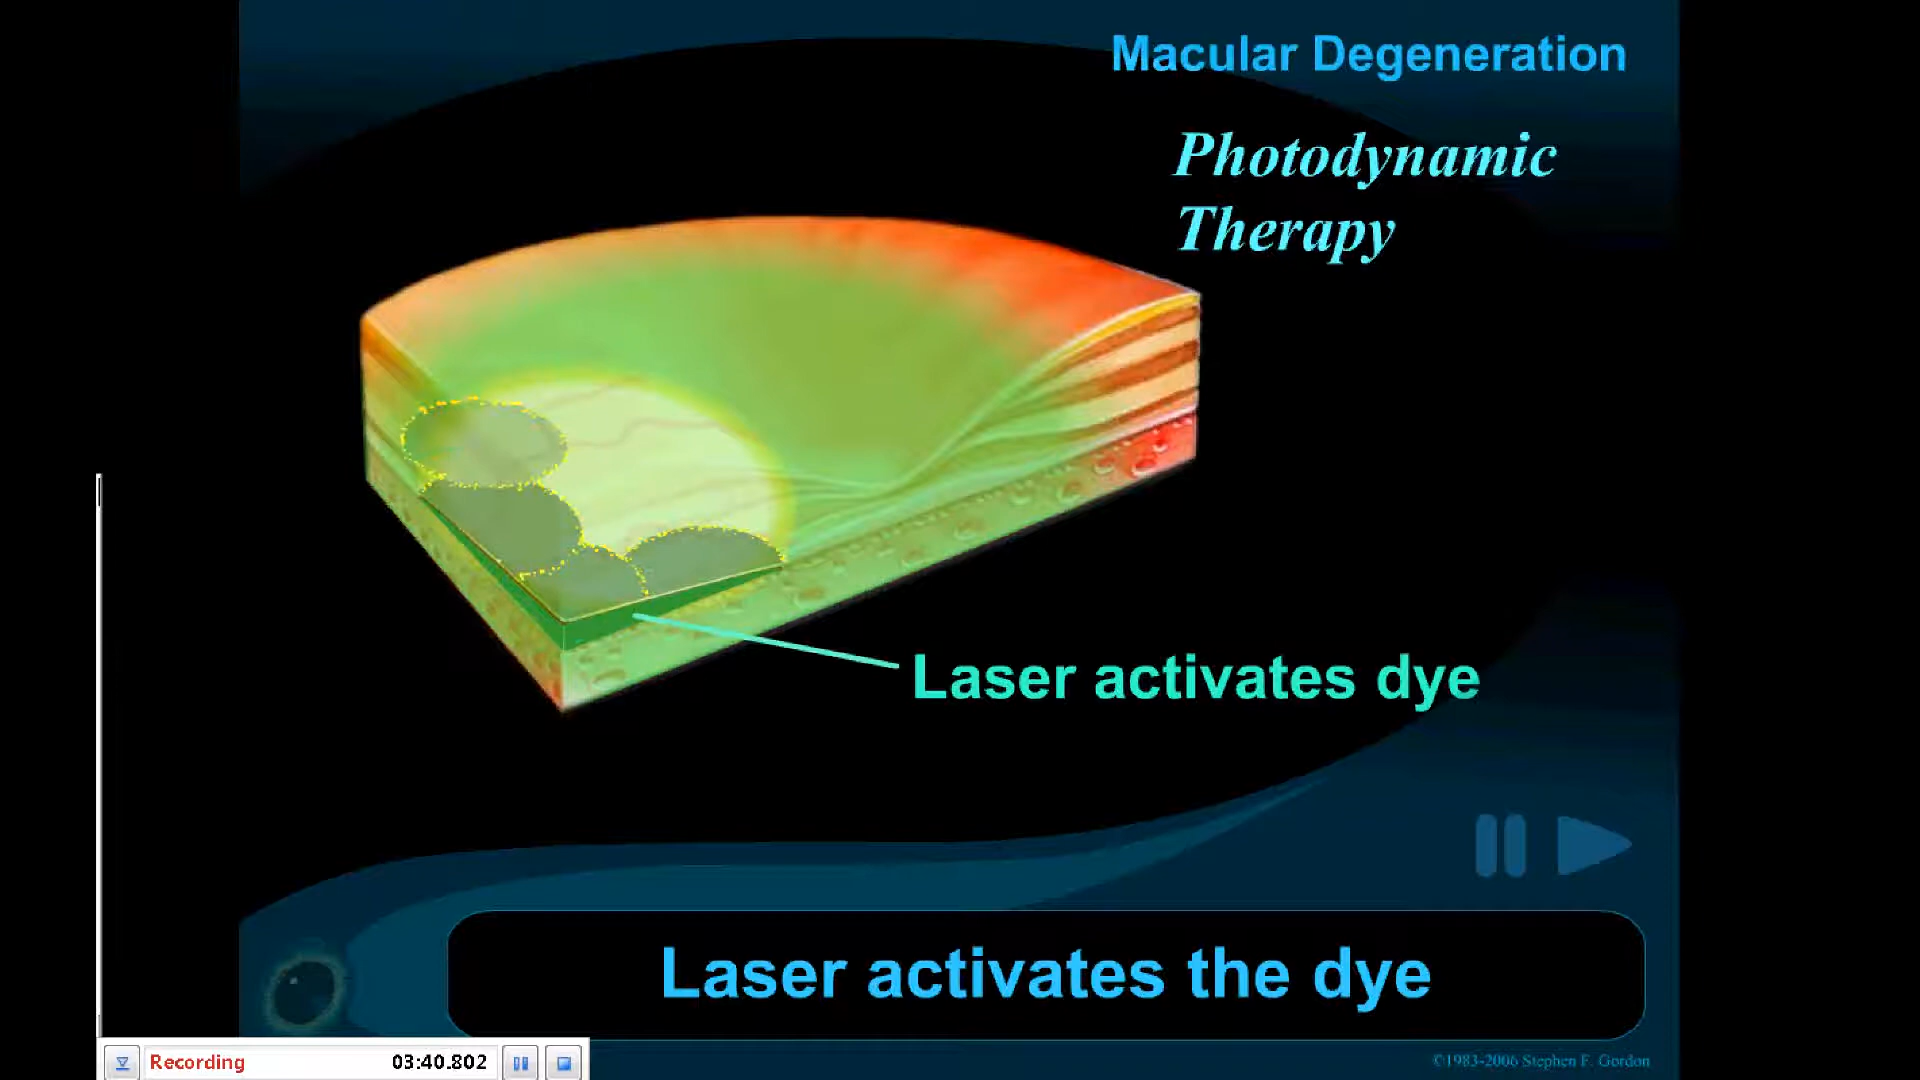 Macular Degeneration
Photodynamic
Therapy
Laser activates dye
Laser activates the dye
©1983-2006 Stephen F. Gordon
Recording 03:40.802